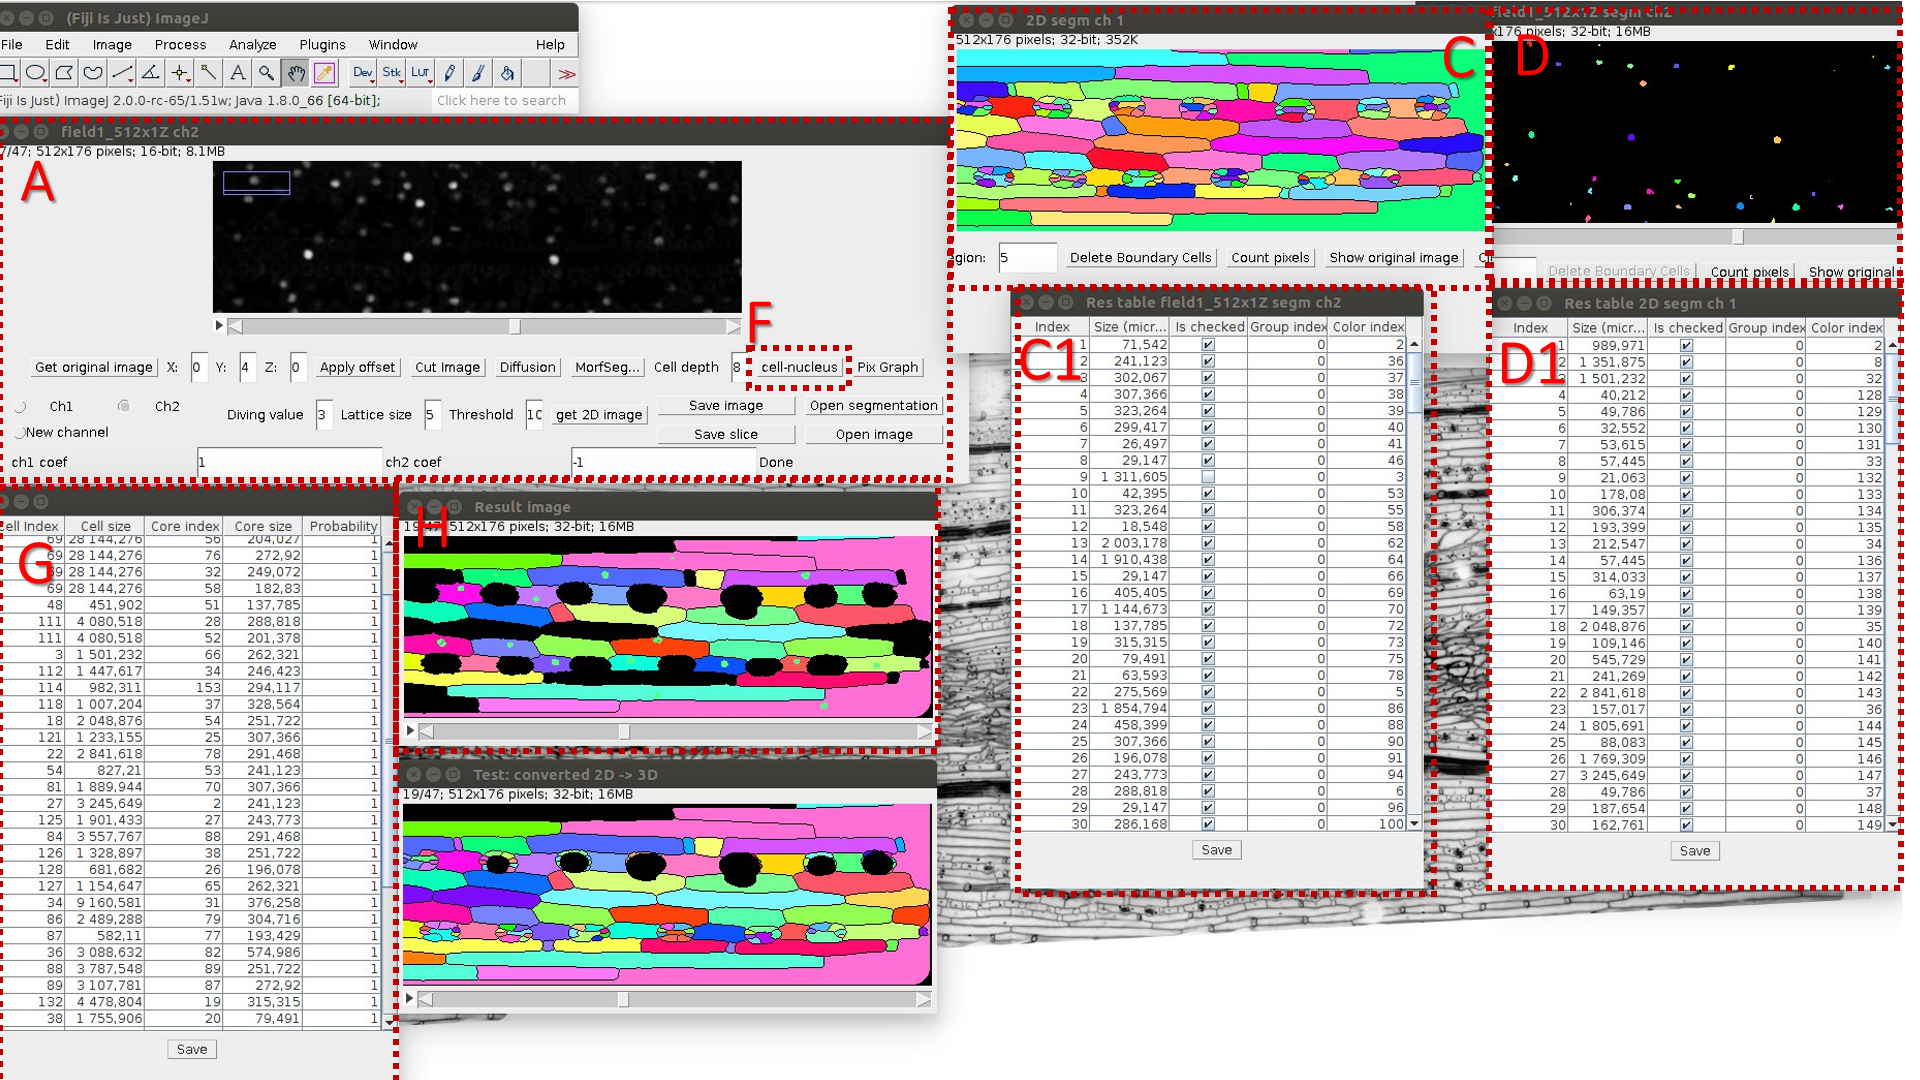 (Fiji Is Just) ImageJ
File Edit Image Process Analyze Plugins Window Help
Dev Stk LUT
Fiji Is Just) ImageJ 2.0.0-rc-65/1.51w; Java 1.8.0_66 [64-bit];
Click here to search
A
field1_512x1Z ch2
7/47; 512x176 pixels; 16-bit; 8.1MB
F
Get original image X: 0 Y: 4 Z: 0 Apply offset Cut Image Diffusion MorfSeg... Cell depth 8 cell-nucleus Pix Graph
Ch1 Ch2 Diving value 3 Lattice size 5 Threshold 10 get 2D image Save image Open segmentation
New channel Save slice Open image
ch1 coef 1 ch2 coef -1 Done
C
2D segm ch 1
512x176 pixels; 32-bit; 352K
gion: 5 Delete Boundary Cells Count pixels Show original image
D
field1_512x1Z segm ch2
x176 pixels; 32-bit; 16MB
Delete Boundary Cells Count pixels Show original
C1
Res table field1_512x1Z segm ch2
Index Size (micr... Is checked Group index Color index
1 71,542 0 2
2 241,123 0 36
3 302,067 0 37
4 307,366 0 38
5 323,264 0 39
6 299,417 0 40
7 26,497 0 41
8 29,147 0 46
9 1 311,605 0 3
10 42,395 0 53
11 323,264 0 55
12 18,548 0 58
13 2 003,178 0 62
14 1 910,438 0 64
15 29,147 0 66
16 405,405 0 69
17 1 144,673 0 70
18 137,785 0 72
19 315,315 0 73
20 79,491 0 75
21 63,593 0 78
22 275,569 0 5
23 1 854,794 0 86
24 458,399 0 88
25 307,366 0 90
26 196,078 0 91
27 243,773 0 94
28 288,818 0 6
29 29,147 0 96
30 286,168 0 100
Save
D1
Res table 2D segm ch 1
Index Size (micr... Is checked Group index Color index
1 989,971 0 2
2 1 351,875 0 8
3 1 501,232 0 32
4 40,212 0 128
5 49,786 0 129
6 32,552 0 130
7 53,615 0 131
8 57,445 0 33
9 21,063 0 132
10 178,08 0 133
11 306,374 0 134
12 193,399 0 135
13 212,547 0 34
14 57,445 0 136
15 314,033 0 137
16 63,19 0 138
17 149,357 0 139
18 2 048,876 0 35
19 109,146 0 140
20 545,729 0 141
21 241,269 0 142
22 2 841,618 0 143
23 157,017 0 36
24 1 805,691 0 144
25 88,083 0 145
26 1 769,309 0 146
27 3 245,649 0 147
28 49,786 0 37
29 187,654 0 148
30 162,761 0 149
Save
G
Cell Index Cell size Core index Core size Probability
69 28 144,276 56 204,027 1
69 28 144,276 76 272,92 1
69 28 144,276 32 249,072 1
69 28 144,276 58 182,83 1
48 451,902 51 137,785 1
111 4 080,518 28 288,818 1
111 4 080,518 52 201,378 1
3 1 501,232 66 262,321 1
112 1 447,617 34 246,423 1
114 982,311 153 294,117 1
118 1 007,204 37 328,564 1
18 2 048,876 54 251,722 1
121 1 233,155 25 307,366 1
22 2 841,618 78 291,468 1
54 827,21 53 241,123 1
81 1 889,944 70 307,366 1
27 3 245,649 2 241,123 1
125 1 901,433 27 243,773 1
84 3 557,767 88 291,468 1
126 1 328,897 38 251,722 1
128 681,682 26 196,078 1
127 1 154,647 65 262,321 1
34 9 160,581 31 376,258 1
86 2 489,288 79 304,716 1
87 582,11 77 193,429 1
36 3 088,632 82 574,986 1
88 3 787,548 89 251,722 1
89 3 107,781 87 272,92 1
132 4 478,804 19 315,315 1
38 1 755,906 20 79,491 1
Save
H
Result image
19/47; 512x176 pixels; 32-bit; 16MB
Test: converted 2D -> 3D
19/47; 512x176 pixels; 32-bit; 16MB